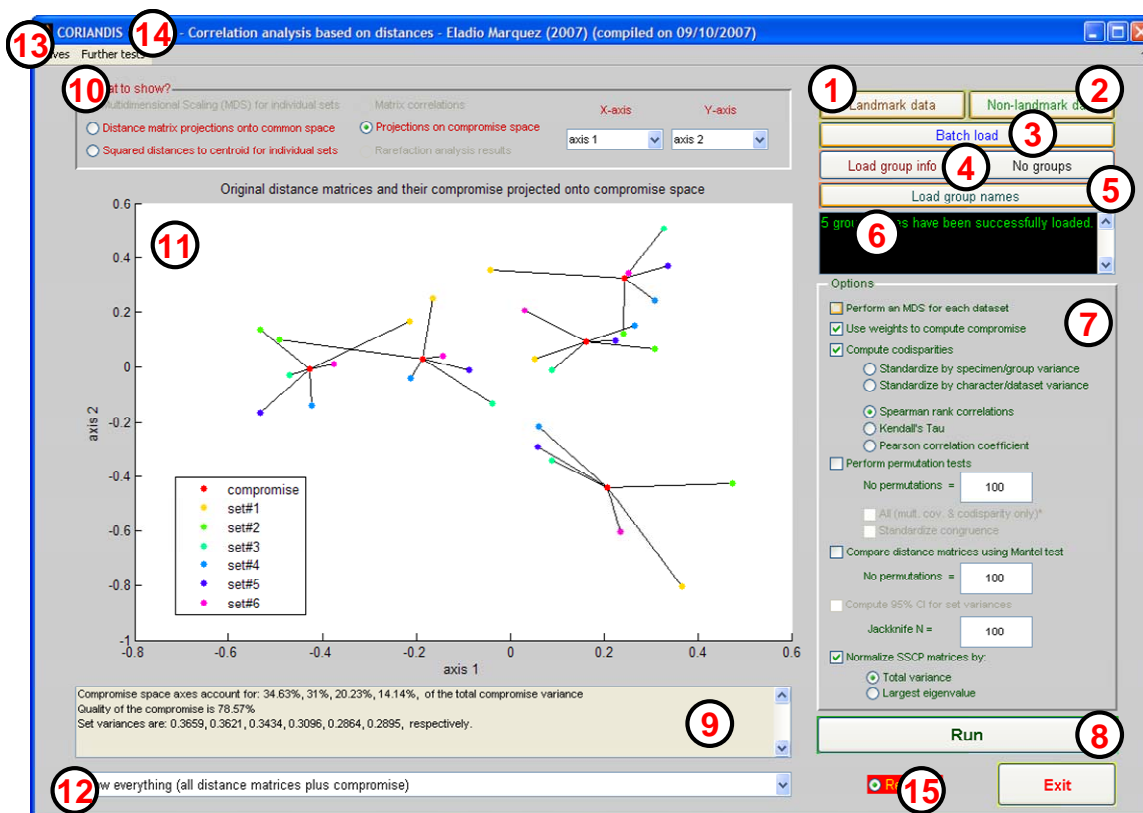 CORIANDIS - Correlation analysis based on distances - Eladio Marquez (2007) (compiled on 09/10/2007)
13
14
Further tests
10
to show?
Multidimensional Scaling (MDS) for individual sets
Matrix correlations
X-axis
Y-axis
Distance matrix projections onto common space
Projections on compromise space
axis 1
axis 2
Squared distances to centroid for individual sets
Rarefaction analysis results
1
Landmark data
Non-landmark
2
Batch load
3
Load group info
4
No groups
Load group names
5
5
6
have been successfully loaded.
Original distance matrices and their compromise projected onto compromise space
11
0.6
0.4
0.2
0
-0.2
-0.4
-0.6
-0.8
-1
axis 2
-0.8
-0.6
-0.4
-0.2
0
0.2
0.4
0.6
axis 1
compromise
set#1
set#2
set#3
set#4
set#5
set#6
Options
7
Perform an MDS for each dataset
Use weights to compute compromise
Compute codisparities
Standardize by specimen/group variance
Standardize by character/dataset variance
Spearman rank correlations
Kendall's Tau
Pearson correlation coefficient
Perform permutation tests
No permutations = 100
All (mult. cov. & codisparity only)*
Standardize congruence
Compare distance matrices using Mantel test
No permutations = 100
Compute 95% CI for set variances
Jackknife N = 100
Normalize SSCP matrices by:
Total variance
Largest eigenvalue
Compromise space axes account for: 34.63%, 31%, 20.23%, 14.14%, of the total compromise variance
Quality of the compromise is 78.57%
Set variances are: 0.3659, 0.3621, 0.3434, 0.3096, 0.2864, 0.2895, respectively.
9
Run
8
12
everything (all distance matrices plus compromise)
15
Exit